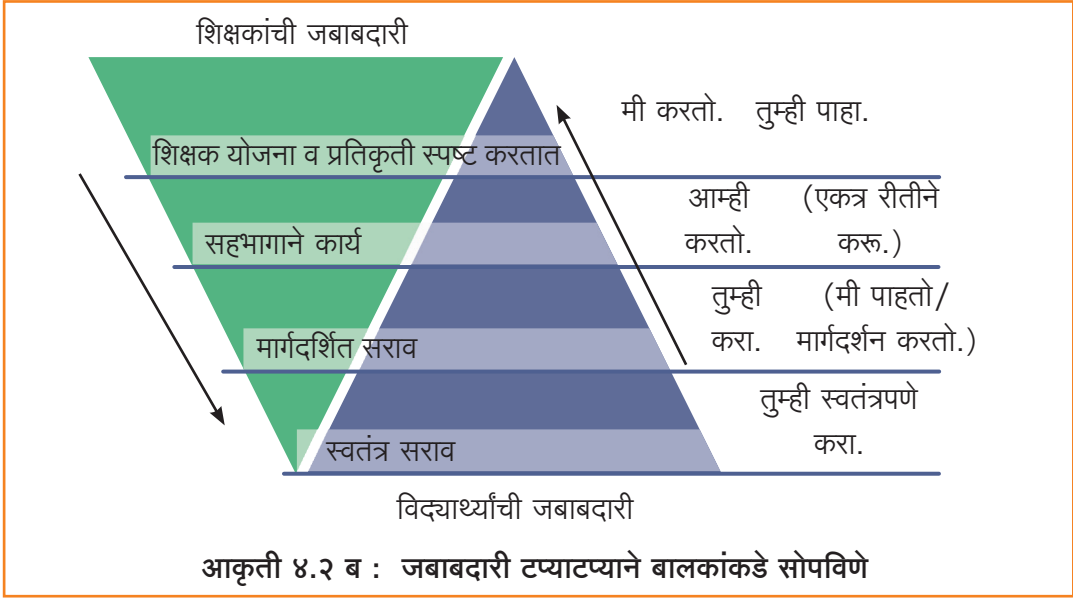 शिक्षकांची जबाबदारी
मी करतो. तुम्ही पाहा.
शिक्षक योजना व प्रतिकृती स्पष्ट करतात
आम्ही (एकत्र रीतीने
करतो. करू.)
सहभागाने कार्य
तुम्ही (मी पाहतो/
करा. मार्गदर्शन करतो.)
मार्गदर्शित सराव
तुम्ही स्वतंत्रपणे
करा.
स्वतंत्र सराव
विद्यार्थ्यांची जबाबदारी
आकृती ४.२ ब : जबाबदारी टप्याटप्याने बालकांकडे सोपविणे